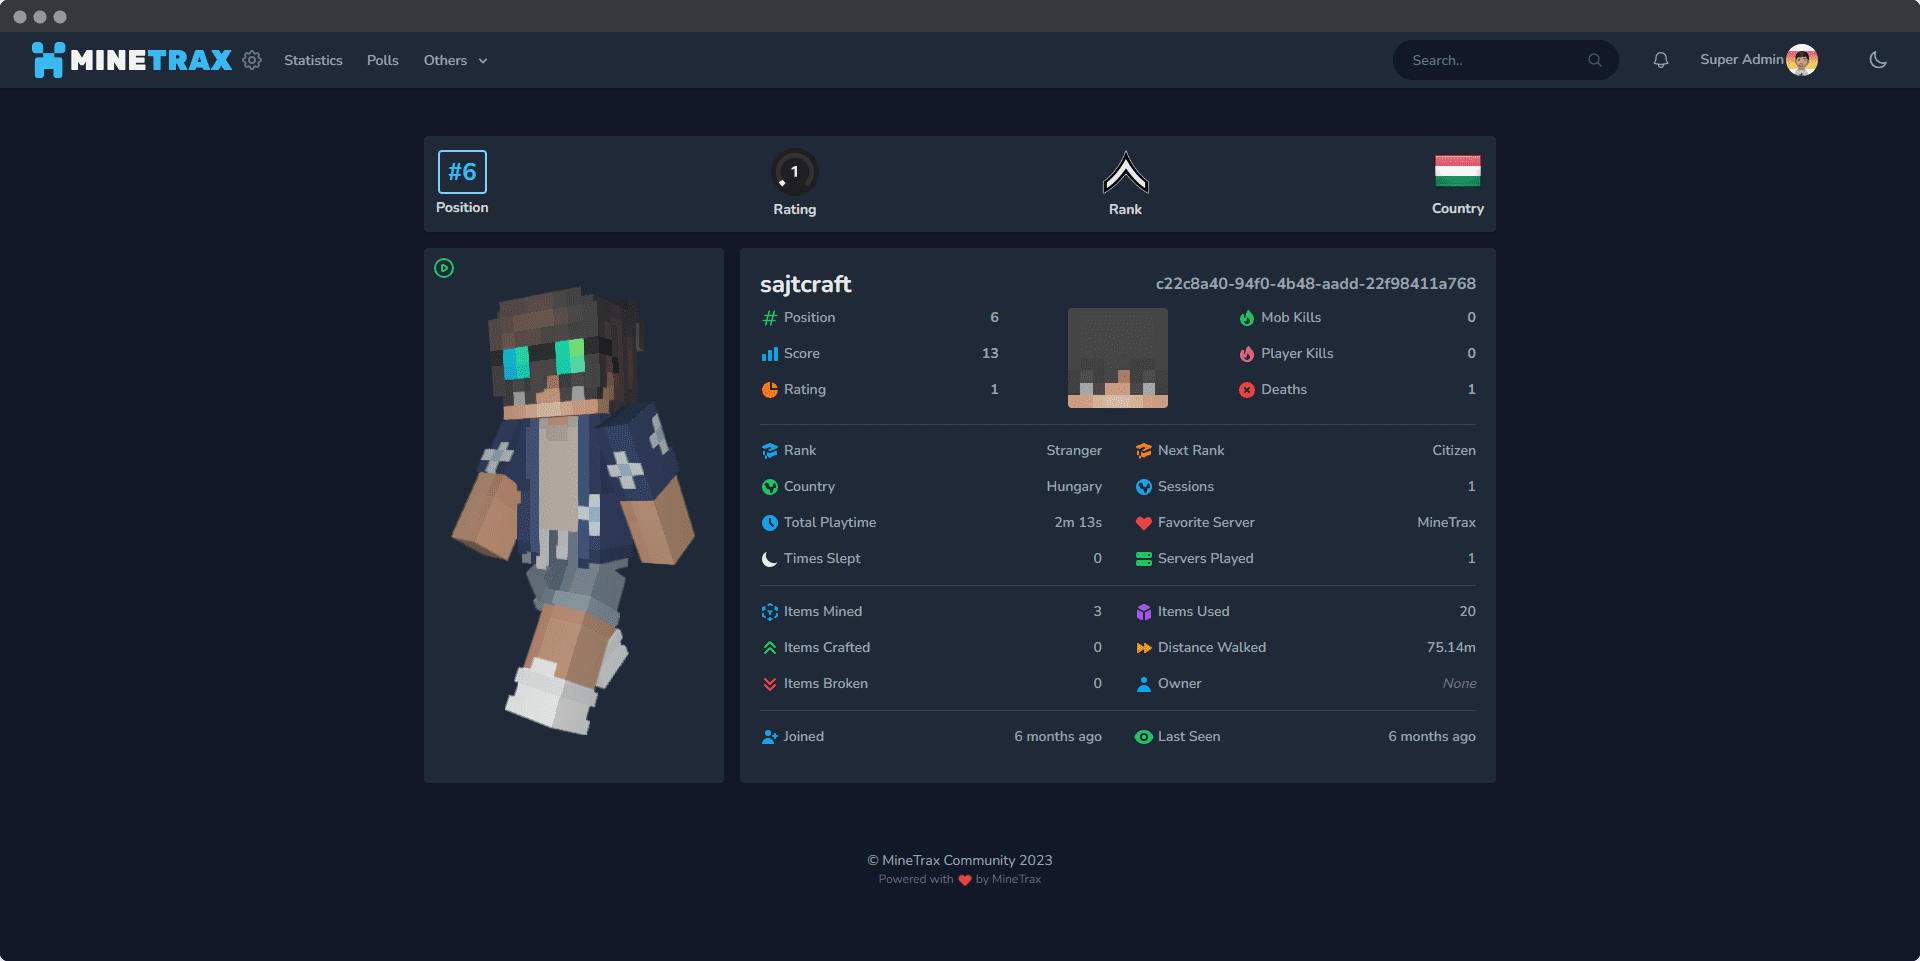 MINETRAX
Statistics
Polls
Others
Search..
Super Admin
#6
Position
1
Rating
Rank
Country
sajtcraft
c22c8a40-94f0-4b48-aadd-22f98411a768
Position 6
Score 13
Rating 1
Mob Kills 0
Player Kills 0
Deaths 1
Rank Stranger
Next Rank Citizen
Country Hungary
Sessions 1
Total Playtime 2m 13s
Favorite Server MineTrax
Times Slept 0
Servers Played 1
Items Mined 3
Items Used 20
Items Crafted 0
Distance Walked 75.14m
Items Broken 0
Owner None
Joined 6 months ago
Last Seen 6 months ago
© MineTrax Community 2023
Powered with ❤ by MineTrax